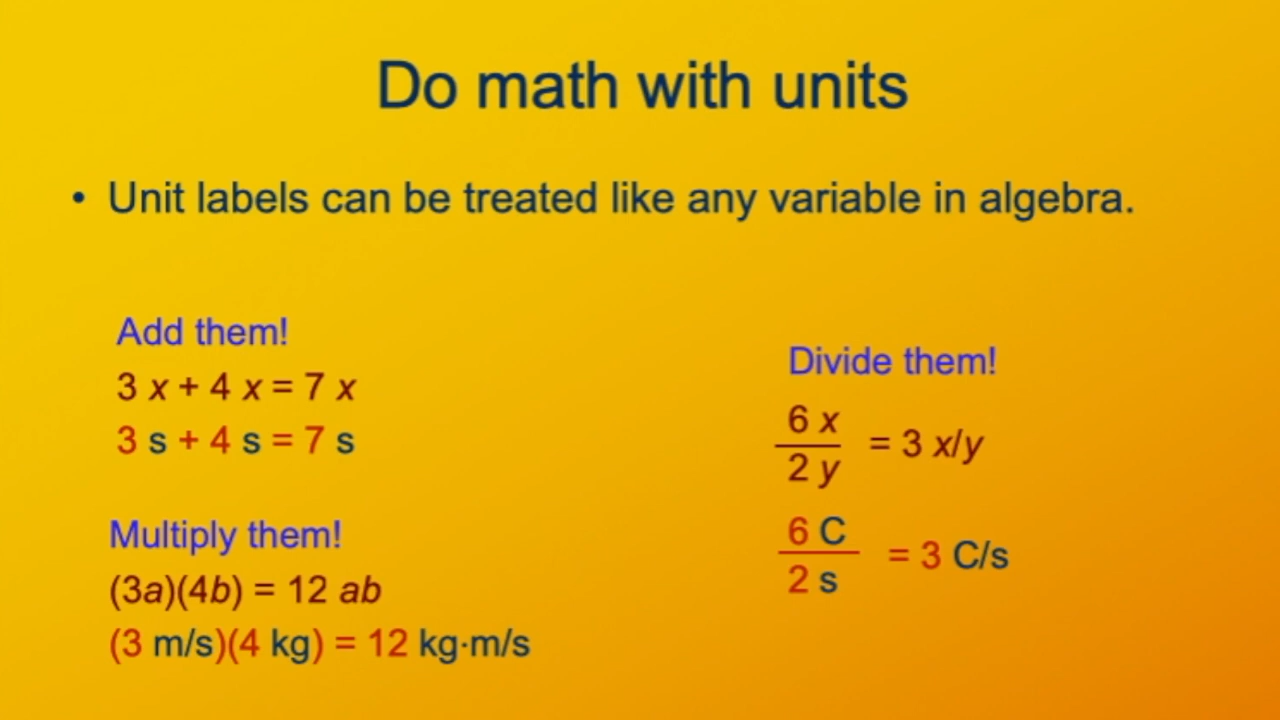 Do math with units
• Unit labels can be treated like any variable in algebra.
Add them!
3 x + 4 x = 7 x
3 s + 4 s = 7 s
Multiply them!
(3a)(4b) = 12 ab
(3 m/s)(4 kg) = 12 kg·m/s
Divide them!
6 x
2 y
= 3 x/y
6 C
2 s
= 3 C/s